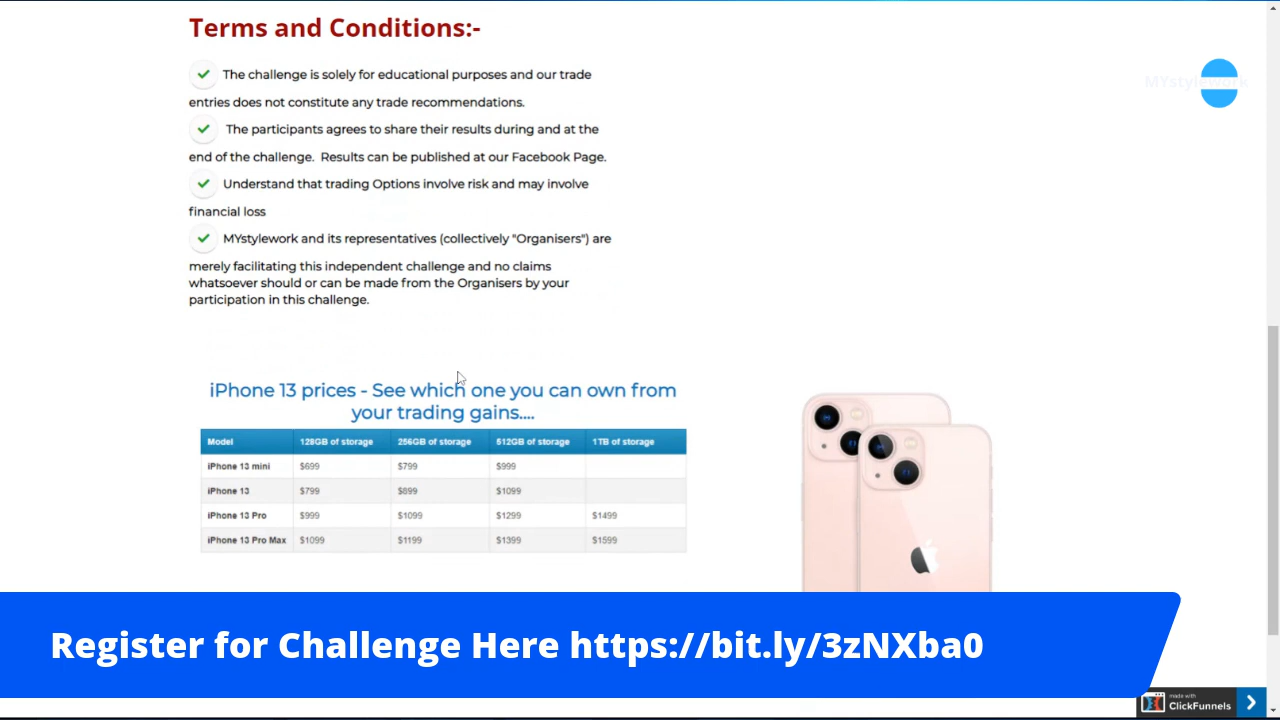 Terms and Conditions:-
The challenge is solely for educational purposes and our trade
entries does not constitute any trade recommendations.
The participants agrees to share their results during and at the
end of the challenge.  Results can be published at our Facebook Page.
Understand that trading Options involve risk and may involve
financial loss
MYstylework and its representatives (collectively "Organisers") are
merely facilitating this independent challenge and no claims
whatsoever should or can be made from the Organisers by your
participation in this challenge.
MYstylework
iPhone 13 prices - See which one you can own from
your trading gains....
Model 128GB of storage 256GB of storage 512GB of storage 1TB of storage
iPhone 13 mini $699 $799 $999
iPhone 13 $799 $899 $1099
iPhone 13 Pro $999 $1099 $1299 $1499
iPhone 13 Pro Max $1099 $1199 $1399 $1599
Register for Challenge Here https://bit.ly/3zNXba0
made with
ClickFunnels